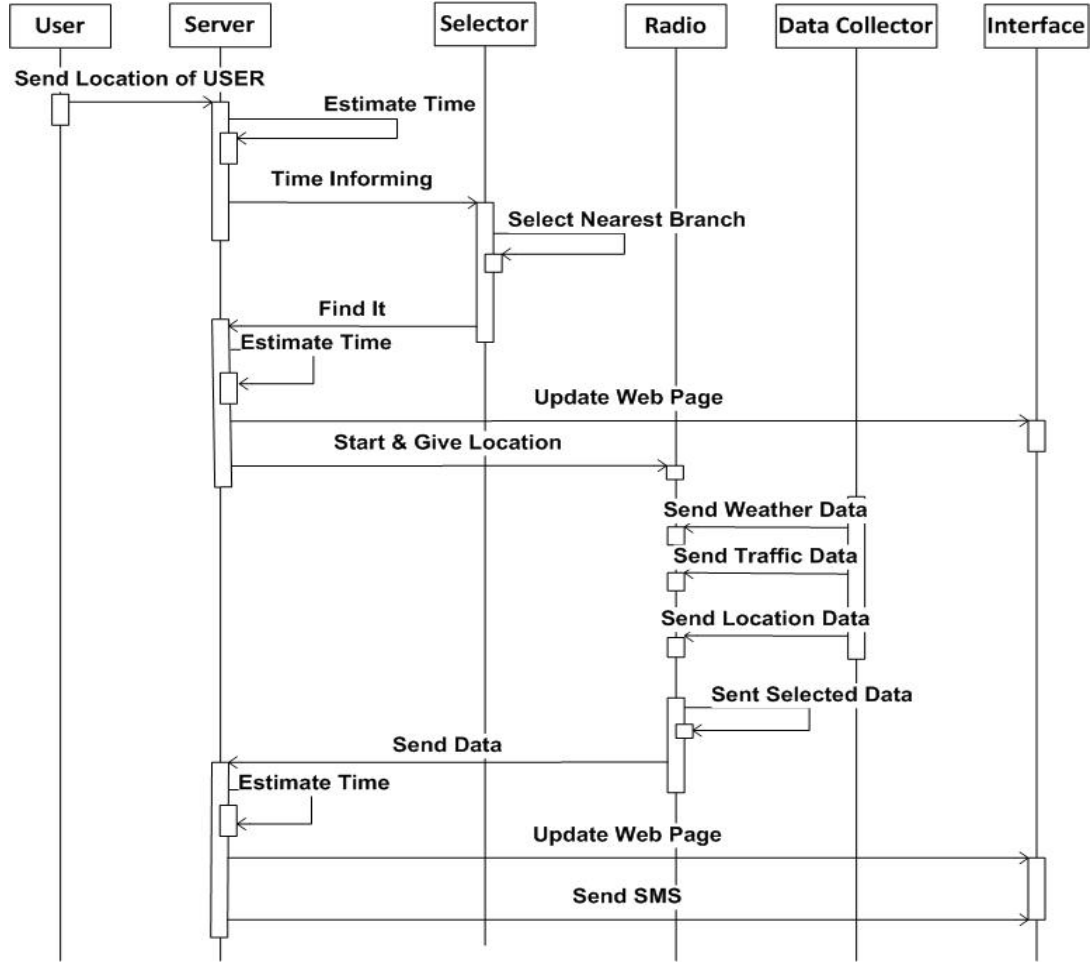 User
Server
Selector
Radio
Data Collector
Interface
Send Location of USER
Estimate Time
Time Informing
Select Nearest Branch
Find It
Estimate Time
Update Web Page
Start & Give Location
Send Weather Data
Send Traffic Data
Send Location Data
Sent Selected Data
Send Data
Estimate Time
Update Web Page
Send SMS